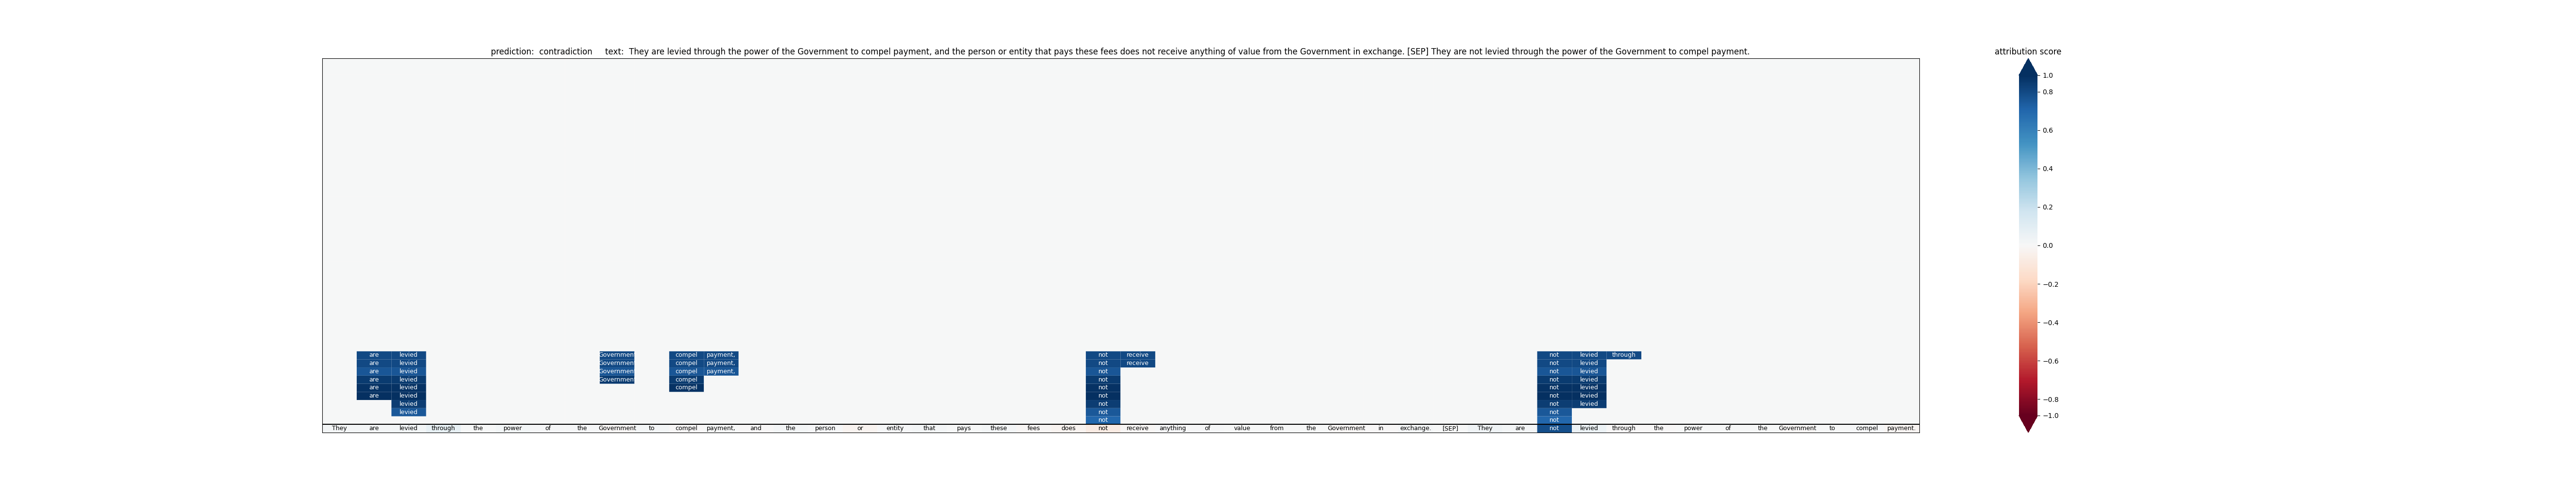 prediction:  contradiction     text:  They are levied through the power of the Government to compel payment, and the person or entity that pays these fees does not receive anything of value from the Government in exchange. [SEP] They are not levied through the power of the Government to compel payment.
are levied Governmen compel payment, not receive not levied through
are levied Governmen compel payment, not receive not levied
are levied Governmen compel payment, not not levied
are levied Governmen compel not not levied
are levied compel not not levied
are levied not not levied
levied not not levied
levied not not
not not
They are levied through the power of the Government to compel payment, and the person or entity that pays these fees does not receive anything of value from the Government in exchange. [SEP] They are not levied through the power of the Government to compel payment.
attribution score
1.0
0.8
0.6
0.4
0.2
0.0
−0.2
−0.4
−0.6
−0.8
−1.0